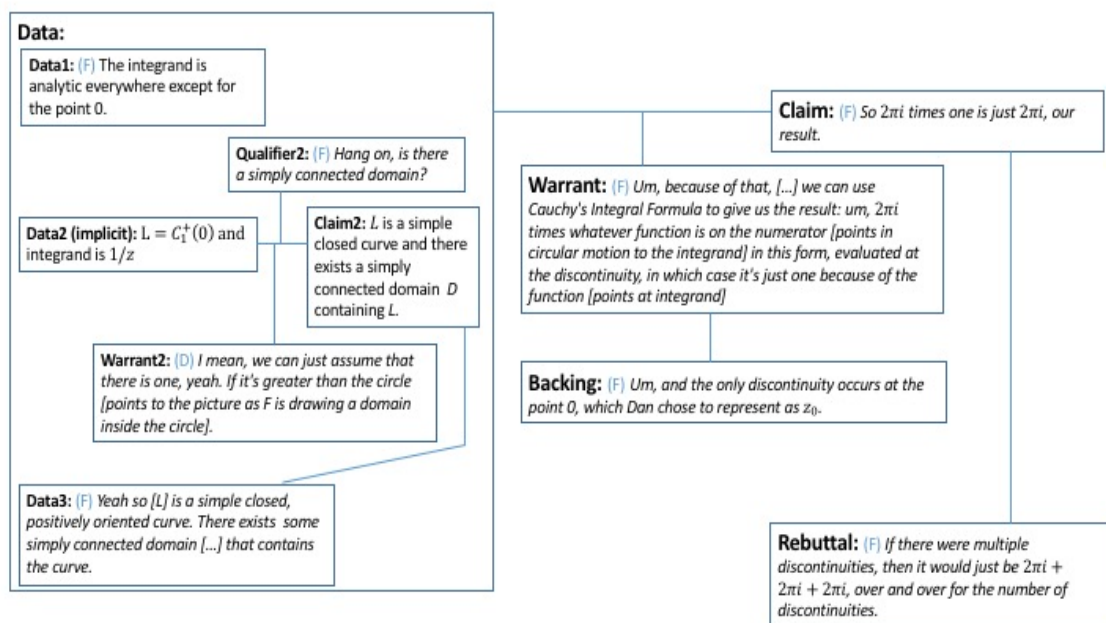 Data:
Data1: (F) The integrand is
analytic everywhere except for
the point 0.
Qualifier2: (F) Hang on, is there
a simply connected domain?
Data2 (implicit): L = C₁⁺(0) and
integrand is 1/z
Claim2: L is a simple
closed curve and there
exists a simply
connected domain D
containing L.
Warrant2: (D) I mean, we can just assume that
there is one, yeah. If it's greater than the circle
[points to the picture as F is drawing a domain
inside the circle].
Data3: (F) Yeah so [L] is a simple closed,
positively oriented curve. There exists some
simply connected domain [...] that contains
the curve.
Claim: (F) So 2πi times one is just 2πi, our
result.
Warrant: (F) Um, because of that, [...] we can use
Cauchy's Integral Formula to give us the result: um, 2πi
times whatever function is on the numerator [points in
circular motion to the integrand] in this form, evaluated at
the discontinuity, in which case it's just one because of the
function [points at integrand]
Backing: (F) Um, and the only discontinuity occurs at the
point 0, which Dan chose to represent as z₀.
Rebuttal: (F) If there were multiple
discontinuities, then it would just be 2πi +
2πi + 2πi, over and over for the number of
discontinuities.